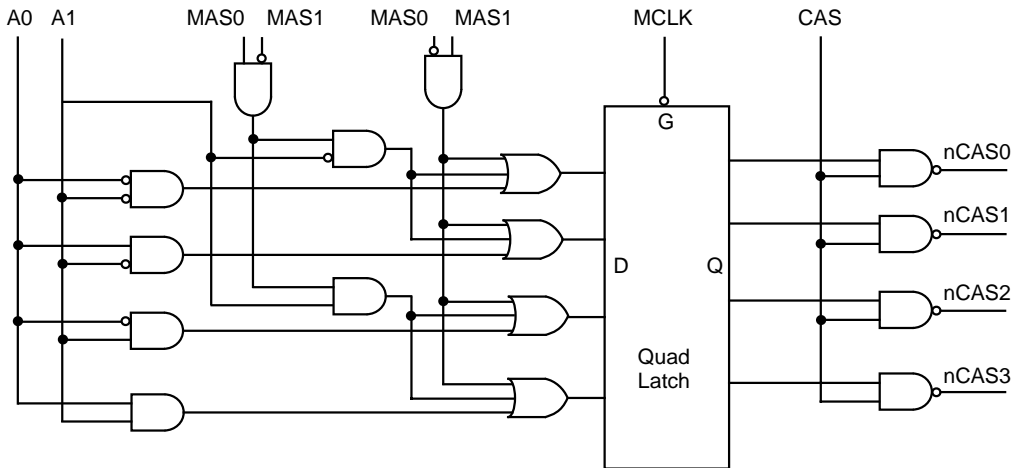 A0 A1 MAS0 MAS1 MAS0 MAS1 MCLK CAS
G
nCAS0
nCAS1
D Q
nCAS2
Quad
Latch
nCAS3